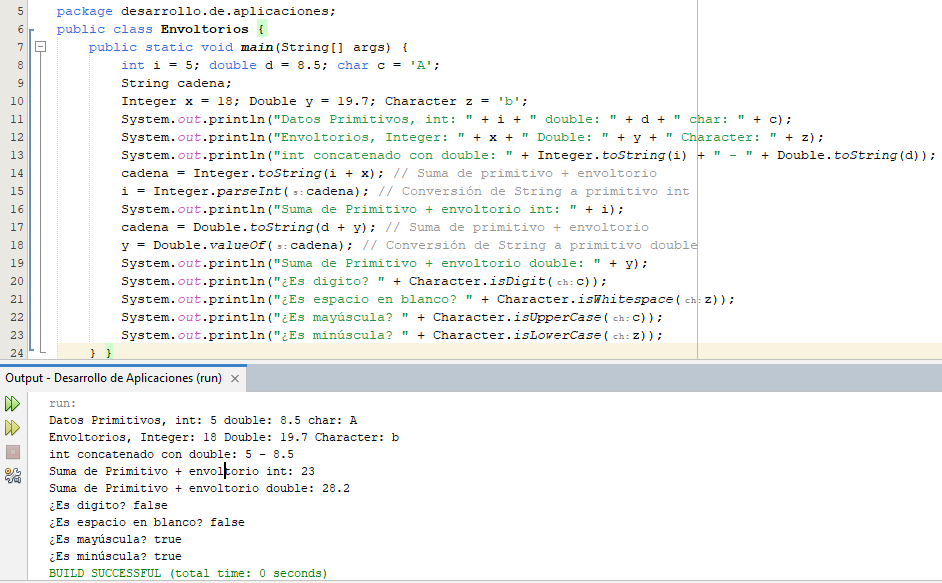 5 package desarrollo.de.aplicaciones;
6 public class Envoltorios {
7 public static void main(String[] args) {
8 int i = 5; double d = 8.5; char c = 'A';
9 String cadena;
10 Integer x = 18; Double y = 19.7; Character z = 'b';
11 System.out.println("Datos Primitivos, int: " + i + " double: " + d + " char: " + c);
12 System.out.println("Envoltorios, Integer: " + x + " Double: " + y + " Character: " + z);
13 System.out.println("int concatenado con double: " + Integer.toString(i) + " - " + Double.toString(d));
14 cadena = Integer.toString(i + x); // Suma de primitivo + envoltorio
15 i = Integer.parseInt(s:cadena); // Conversión de String a primitivo int
16 System.out.println("Suma de Primitivo + envoltorio int: " + i);
17 cadena = Double.toString(d + y); // Suma de primitivo + envoltorio
18 y = Double.valueOf(s:cadena); // Conversión de String a primitivo double
19 System.out.println("Suma de Primitivo + envoltorio double: " + y);
20 System.out.println("¿Es digito? " + Character.isDigit(ch:c));
21 System.out.println("¿Es espacio en blanco? " + Character.isWhitespace(ch:z));
22 System.out.println("¿Es mayúscula? " + Character.isUpperCase(ch:c));
23 System.out.println("¿Es minúscula? " + Character.isLowerCase(ch:z));
24 } }
Output - Desarrollo de Aplicaciones (run) ×
run:
Datos Primitivos, int: 5 double: 8.5 char: A
Envoltorios, Integer: 18 Double: 19.7 Character: b
int concatenado con double: 5 - 8.5
Suma de Primitivo + envoltorio int: 23
Suma de Primitivo + envoltorio double: 28.2
¿Es digito? false
¿Es espacio en blanco? false
¿Es mayúscula? true
¿Es minúscula? true
BUILD SUCCESSFUL (total time: 0 seconds)